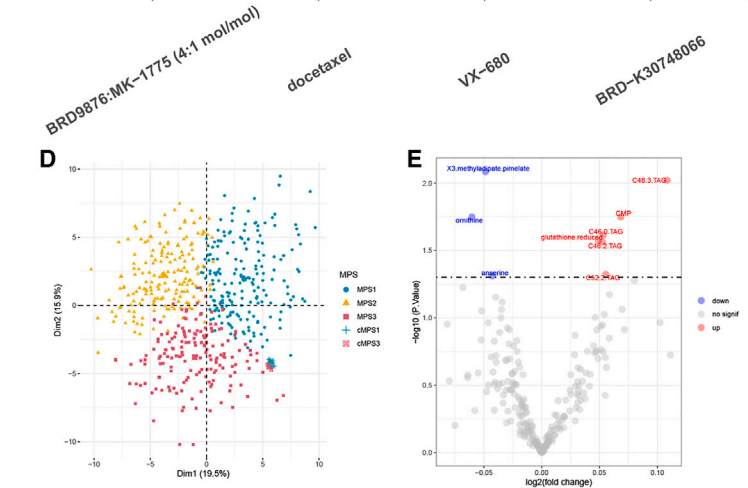 BRD9876:MK-1775 (4:1 mol/mol)
docetaxel
VX-680
BRD-K30748066
D
10
5
0
-5
-10
Dim2 (15.9%)
-10
-5
0
5
10
Dim1 (19.5%)
MPS
MPS1
MPS2
MPS3
cMPS1
cMPS3
E
2.0
1.5
1.0
0.5
0.0
-log10 (P.Value)
X3.methyladipate.pimelate
C48.3.TAG
ornithine
CMP
C46.0.TAG
glutathione reduced
C46.2.TAG
anserine
C52.2.TAG
-0.05
0.00
0.05
0.10
log2(fold change)
down
no signif
up